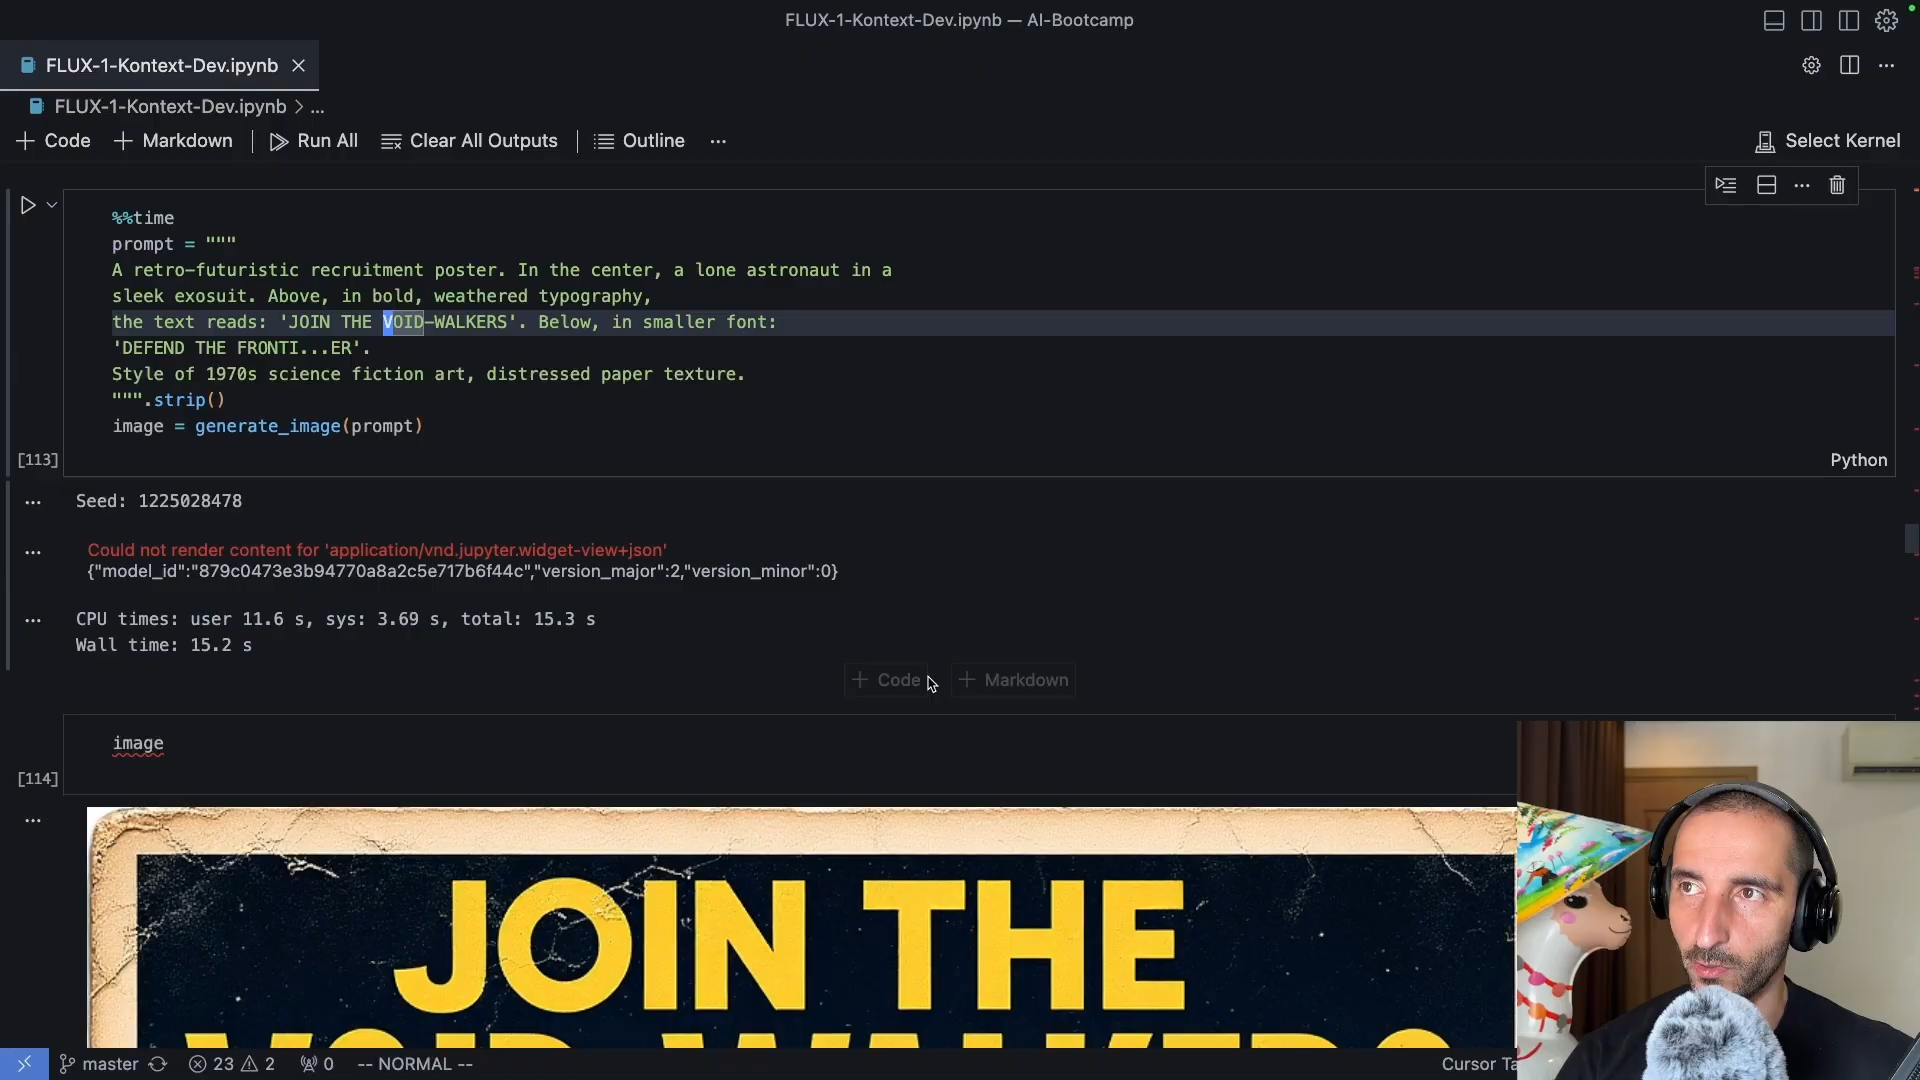 FLUX-1-Kontext-Dev.ipynb — AI-Bootcamp
FLUX-1-Kontext-Dev.ipynb
FLUX-1-Kontext-Dev.ipynb > ...
+ Code + Markdown Run All Clear All Outputs Outline ... Select Kernel
%%time
prompt = """
A retro-futuristic recruitment poster. In the center, a lone astronaut in a
sleek exosuit. Above, in bold, weathered typography,
the text reads: 'JOIN THE VOID-WALKERS'. Below, in smaller font:
'DEFEND THE FRONTI...ER'.
Style of 1970s science fiction art, distressed paper texture.
""".strip()
image = generate_image(prompt)
[113] Python
... Seed: 1225028478
... Could not render content for 'application/vnd.jupyter.widget-view+json'
{"model_id":"879c0473e3b94770a8a2c5e717b6f44c","version_major":2,"version_minor":0}
... CPU times: user 11.6 s, sys: 3.69 s, total: 15.3 s
Wall time: 15.2 s
+ Code + Markdown
image
[114]
...
JOIN THE
VOID-WALKERS
master 23 2 0 -- NORMAL -- Cursor